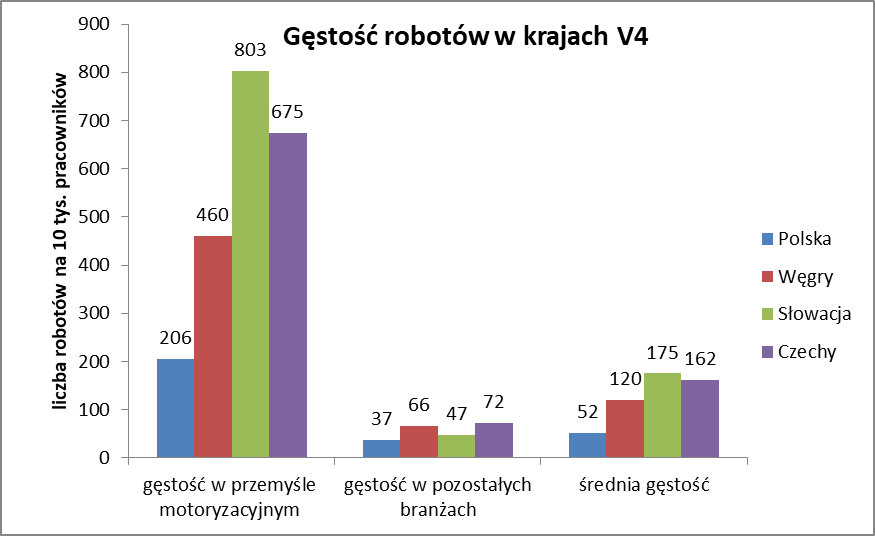 Gęstość robotów w krajach V4
liczba robotów na 10 tys. pracowników
900
800
700
600
500
400
300
200
100
0
206
460
803
675
37
66
47
72
52
120
175
162
gęstość w przemyśle
motoryzacyjnym
gęstość w pozostałych
branżach
średnia gęstość
Polska
Węgry
Słowacja
Czechy